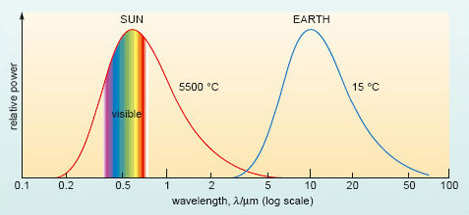 SUN EARTH
relative power
5500 °C 15 °C
visible
0.1 0.2 0.5 1 2 5 10 20 50 100
wavelength, λ/μm (log scale)